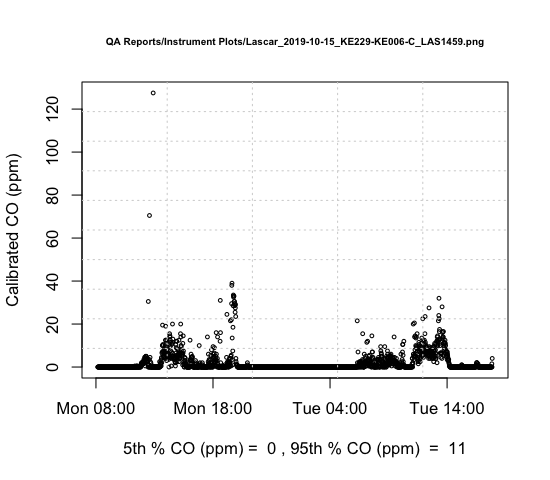 QA Reports/Instrument Plots/Lascar_2019-10-15_KE229-KE006-C_LAS1459.png
Calibrated CO (ppm)
120
100
80
60
40
20
0
Mon 08:00 Mon 18:00 Tue 04:00 Tue 14:00
5th % CO (ppm) = 0 , 95th % CO (ppm) = 11